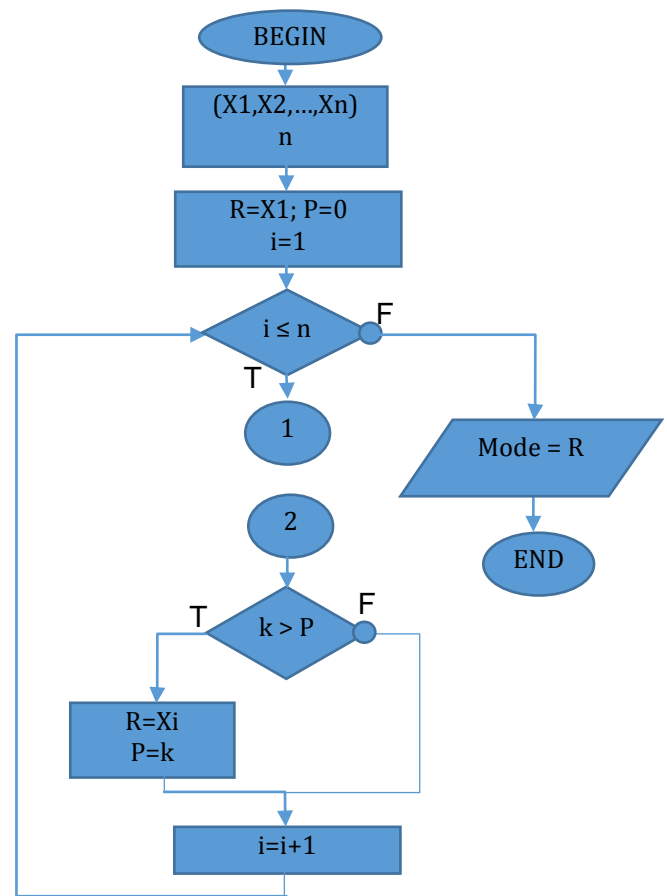 BEGIN
(X1,X2,...,Xn)
n
R=X1; P=0
i=1
i ≤ n
F
T
1
Mode = R
2
END
k > P
T
F
R=Xi
P=k
i=i+1